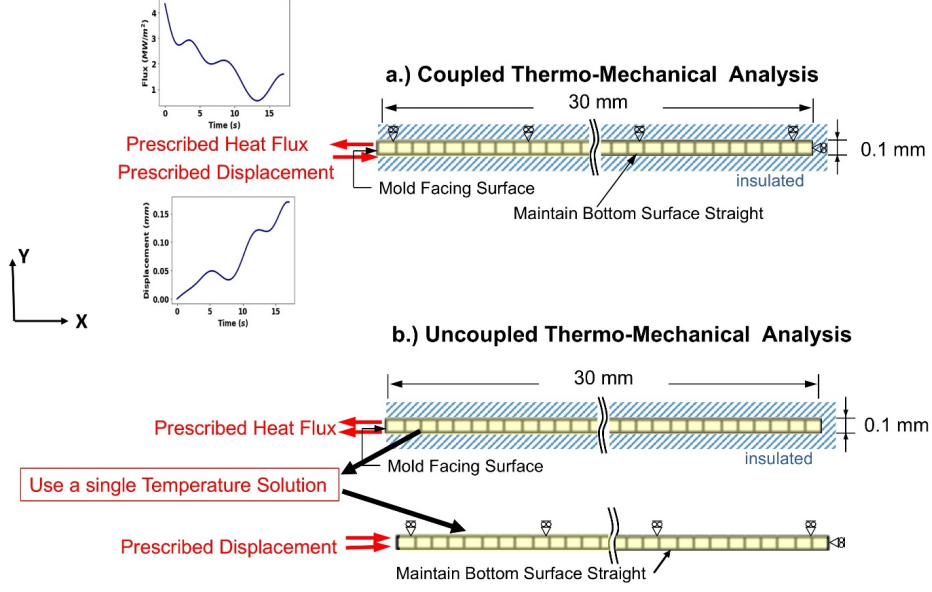 4
3
2
1
Flux (MW/m²)
0 5 10 15
Time (s)
a.) Coupled Thermo-Mechanical Analysis
30 mm
Prescribed Heat Flux
Prescribed Displacement
0.1 mm
Mold Facing Surface
insulated
Maintain Bottom Surface Straight
0.15
0.10
0.05
0.00
Displacement (mm)
0 5 10 15
Time (s)
Y
X
b.) Uncoupled Thermo-Mechanical Analysis
30 mm
Prescribed Heat Flux
0.1 mm
Mold Facing Surface
insulated
Use a single Temperature Solution
Prescribed Displacement
Maintain Bottom Surface Straight